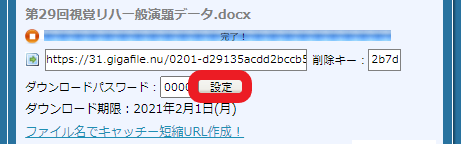 第29回視覚リハ一般演題データ.docx
完了！
https://31.gigafile.nu/0201-d29135acdd2bccb5 削除キー：2b7d
ダウンロードパスワード：0000 設定
ダウンロード期限：2021年2月1日(月)
ファイル名でキャッチー短縮URL作成！